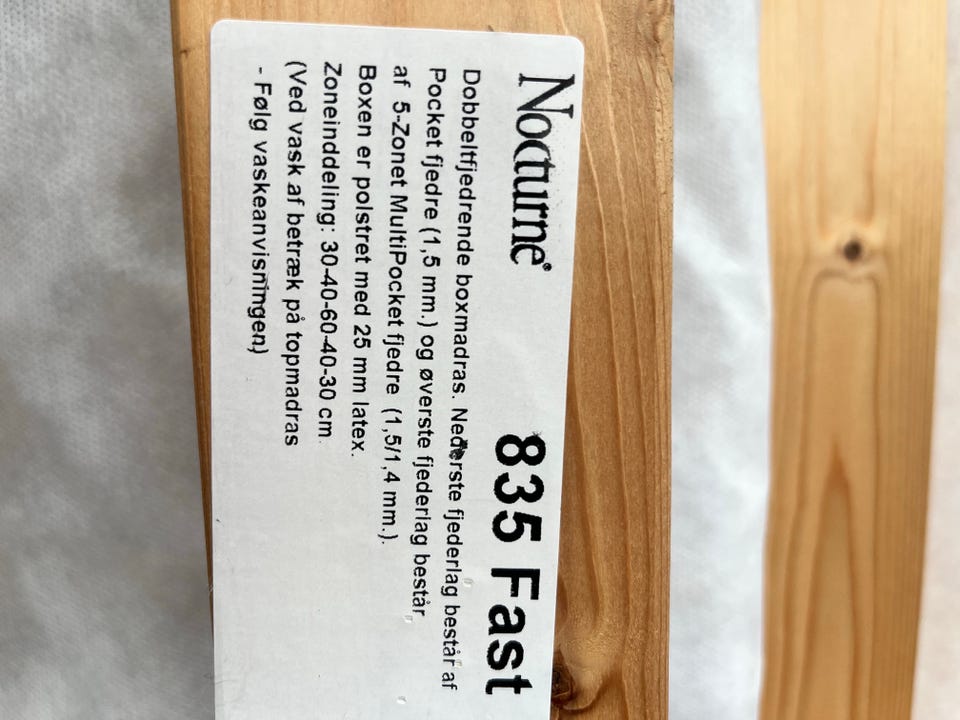 Nocturne® 835 Fast
Dobbeltfjedrende boxmadras. Nederste fjederlag består af
Pocket fjedre (1,5 mm.) og øverste fjederlag består
af 5-Zonet MultiPocket fjedre (1,5/1,4 mm.).
Boxen er polstret med 25 mm latex.
Zoneinddeling: 30-40-60-40-30 cm
(Ved vask af betræk på topmadras
- Følg vaskeanvisningen)